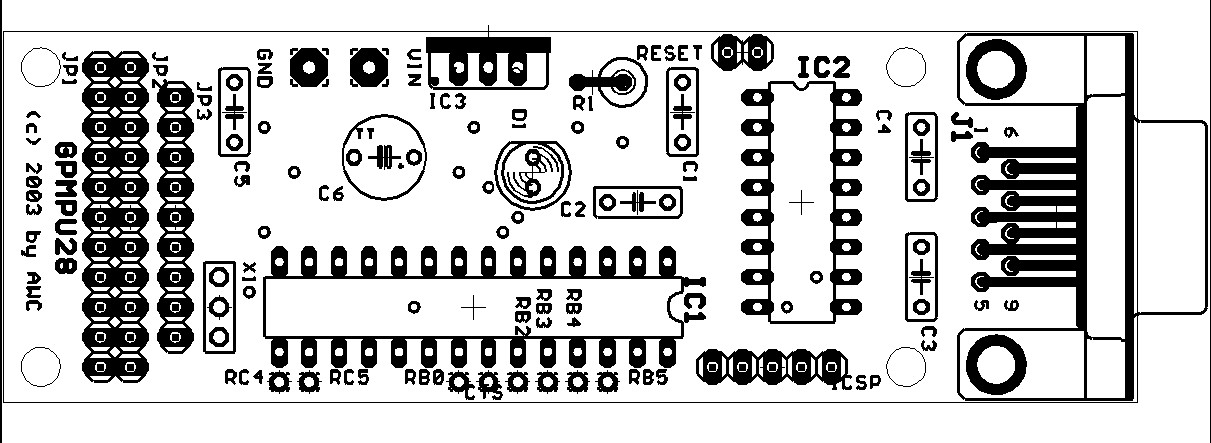 JP1
JP2
JP3
GND
VIN
IC3
RESET
R1
IC2
D1
C1
C4
J1
1
6
(c) 2003 by AWC
GPMPU28
C5
TT
C6
C2
X10
IC1
RB2
RB3
RB4
5
9
C3
RC4
RC5
RB0
CTS
RB5
ICSP